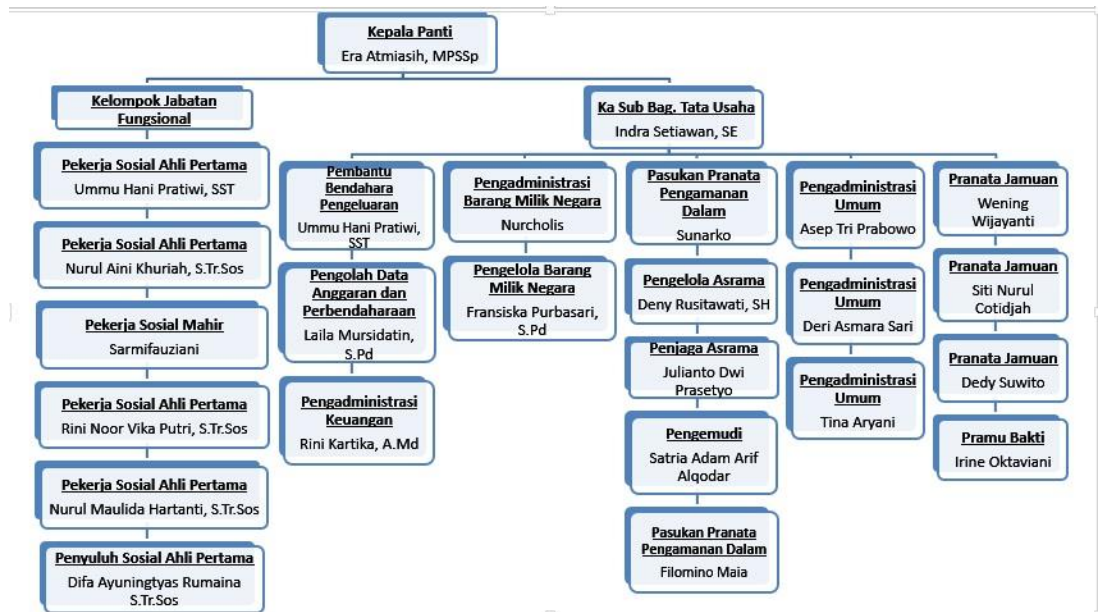 Kepala Panti
Era Atmiasih, MPSSp
Kelompok Jabatan
Fungsional
Pekerja Sosial Ahli Pertama
Ummu Hani Pratiwi, SST
Pekerja Sosial Ahli Pertama
Nurul Aini Khuriah, S.Tr.Sos
Pekerja Sosial Mahir
Sarmifauziani
Pekerja Sosial Ahli Pertama
Rini Noor Vika Putri, S.Tr.Sos
Pekerja Sosial Ahli Pertama
Nurul Maulida Hartanti, S.Tr.Sos
Penyuluh Sosial Ahli Pertama
Difa Ayuningtyas Rumaina
S.Tr.Sos
Ka Sub Bag. Tata Usaha
Indra Setiawan, SE
Pembantu
Bendahara
Pengeluaran
Ummu Hani Pratiwi,
SST
Pengolah Data
Anggaran dan
Perbendaharaan
Laila Mursidatin,
S.Pd
Pengadministrasi
Keuangan
Rini Kartika, A.Md
Pengadministrasi
Barang Milik Negara
Nurcholis
Pengelola Barang
Milik Negara
Fransiska Purbasari,
S.Pd
Pasukan Pranata
Pengamanan
Dalam
Sunarko
Pengelola Asrama
Deny Rusitawati, SH
Penjaga Asrama
Julianto Dwi
Prasetyo
Pengemudi
Satria Adam Arif
Alqodar
Pasukan Pranata
Pengamanan Dalam
Filomino Maia
Pengadministrasi
Umum
Asep Tri Prabowo
Pengadministrasi
Umum
Deri Asmara Sari
Pengadministrasi
Umum
Tina Aryani
Pranata Jamuan
Wening
Wijayanti
Pranata Jamuan
Siti Nurul
Cotidjah
Pranata Jamuan
Dedy Suwito
Pramu Bakti
Irine Oktaviani